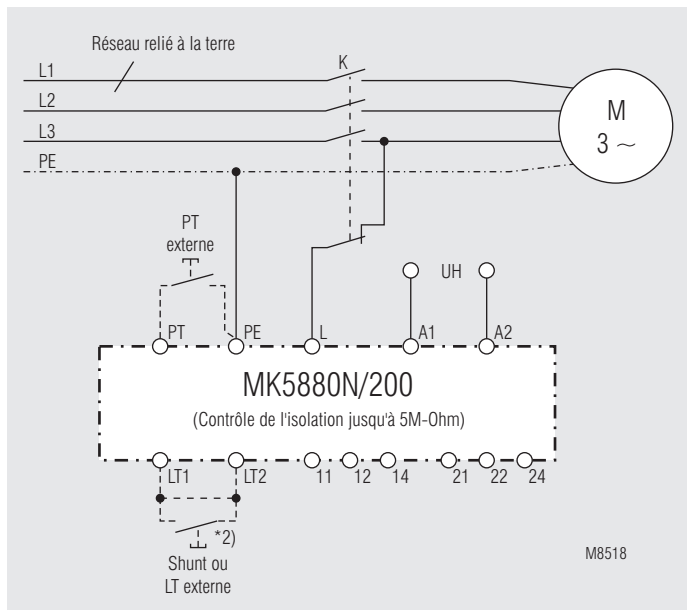 Réseau relié à la terre
K
L1
L2
L3
PE
M
3 ~
PT
externe
UH
PT
PE
L
A1
A2
MK5880N/200
(Contrôle de l'isolation jusqu'à 5M-Ohm)
LT1
LT2
11
12
14
21
22
24
*2)
Shunt ou
LT externe
M8518